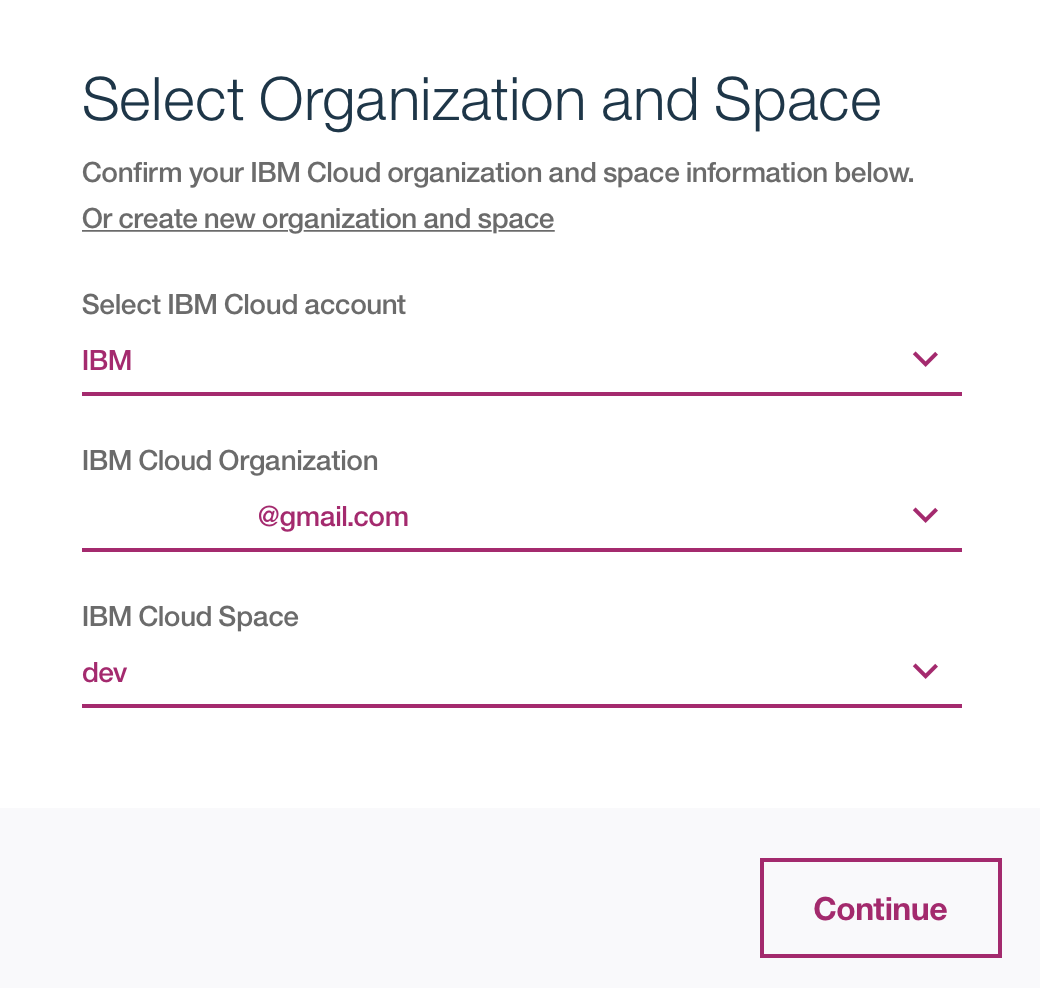 Select Organization and Space
Confirm your IBM Cloud organization and space information below.
Or create new organization and space
Select IBM Cloud account
IBM
IBM Cloud Organization
@gmail.com
IBM Cloud Space
dev
Continue